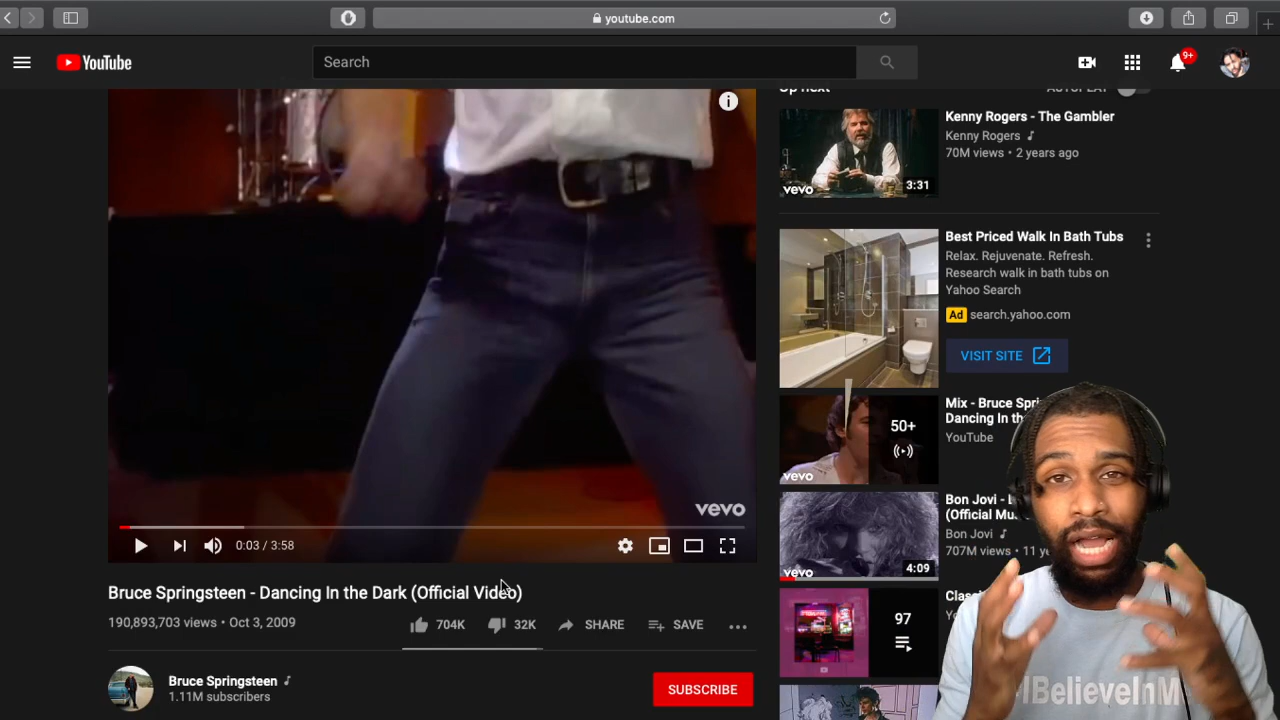 youtube.com
YouTube
Search
9+
Up next
AUTOPLAY
Kenny Rogers - The Gambler
Kenny Rogers
70M views • 2 years ago
vevo
3:31
Best Priced Walk In Bath Tubs
Relax. Rejuvenate. Refresh.
Research walk in bath tubs on
Yahoo Search
Ad search.yahoo.com
VISIT SITE
Mix - Bruce
Dancing In
YouTube
50+
vevo
Bon Jovi -
(Official
Bon Jovi
707M views • 11
vevo
4:09
97
vevo
0:03 / 3:58
Bruce Springsteen - Dancing In the Dark (Official Video)
190,893,703 views • Oct 3, 2009
704K
32K
SHARE
SAVE
Bruce Springsteen
1.11M subscribers
SUBSCRIBE
MBelieveInM